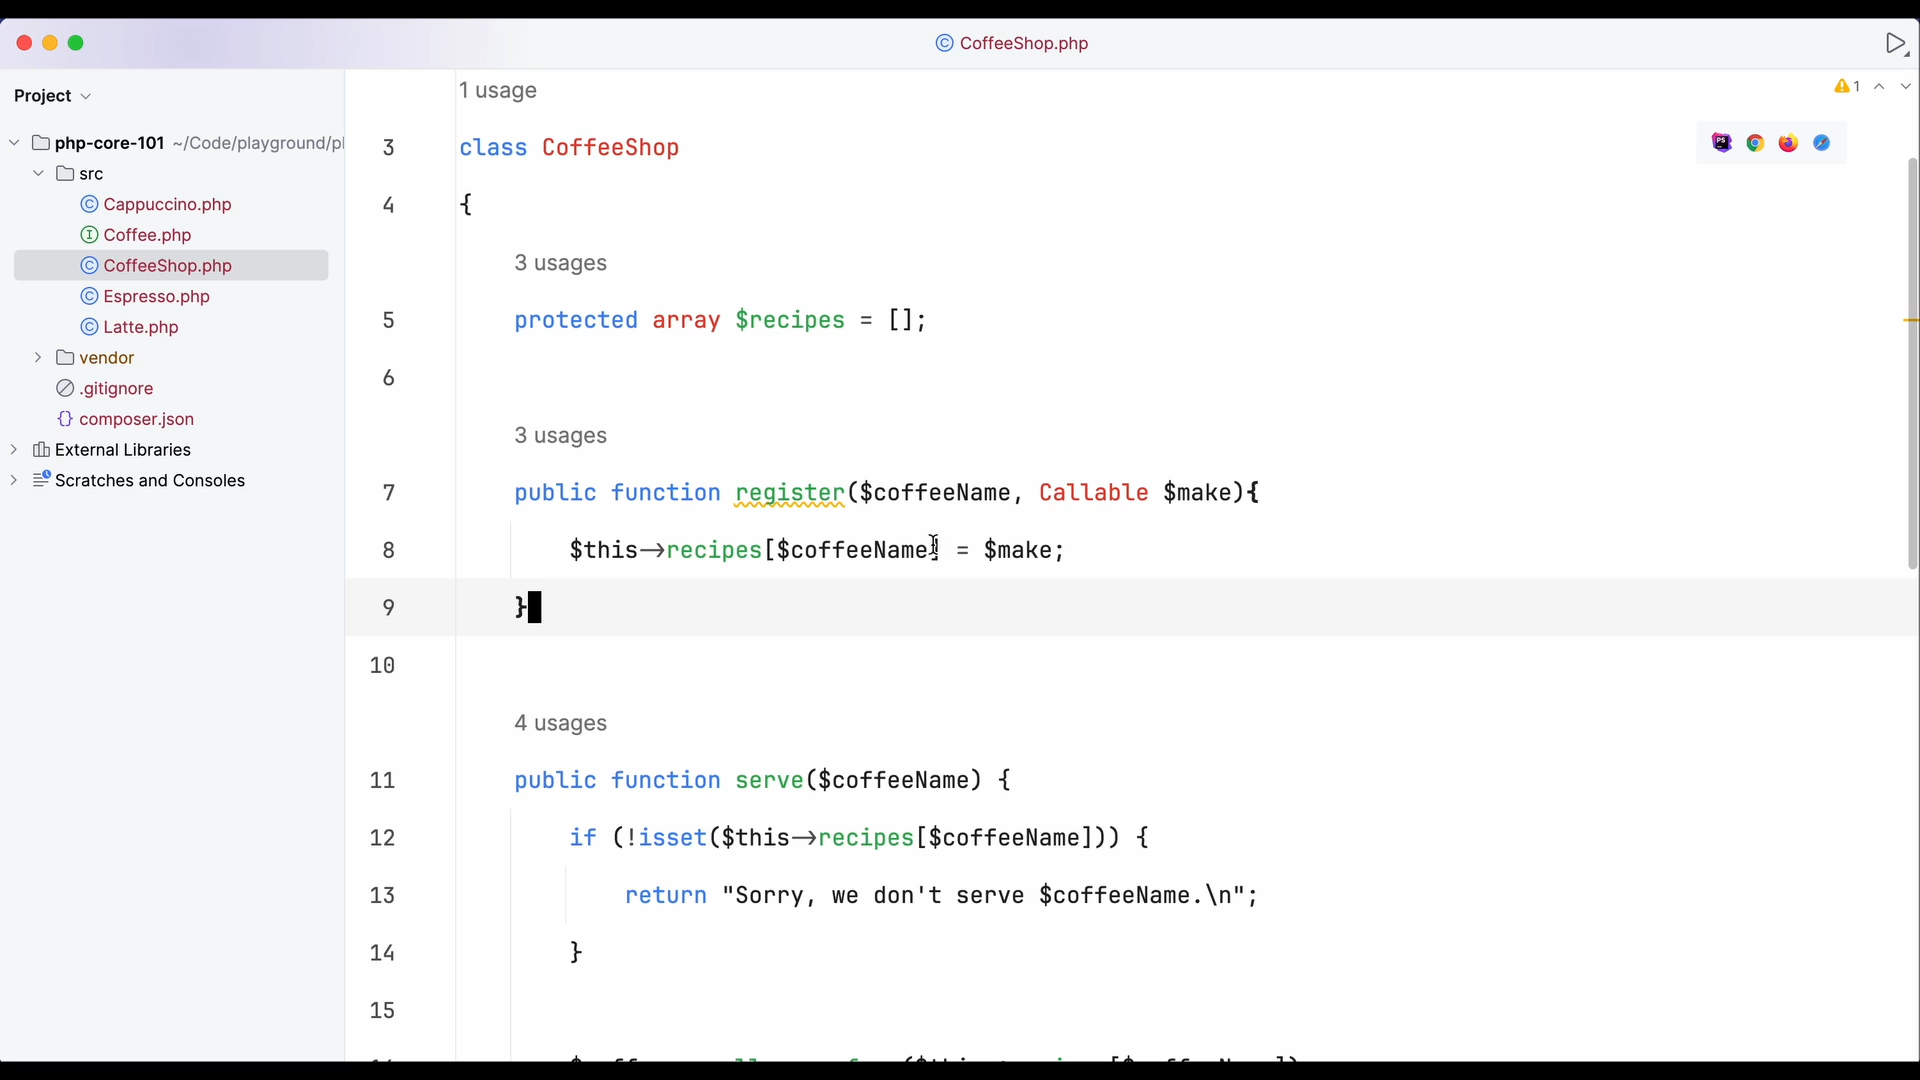 CoffeeShop.php
Project
php-core-101 ~/Code/playground/
src
Cappuccino.php
Coffee.php
CoffeeShop.php
Espresso.php
Latte.php
vendor
.gitignore
composer.json
External Libraries
Scratches and Consoles
1
1 usage
3 class CoffeeShop
4 {
3 usages
5 protected array $recipes = [];
6
3 usages
7 public function register($coffeeName, Callable $make){
8 $this->recipes[$coffeeName] = $make;
9 }
10
4 usages
11 public function serve($coffeeName) {
12 if (!isset($this->recipes[$coffeeName])) {
13 return "Sorry, we don't serve $coffeeName.\n";
14 }
15